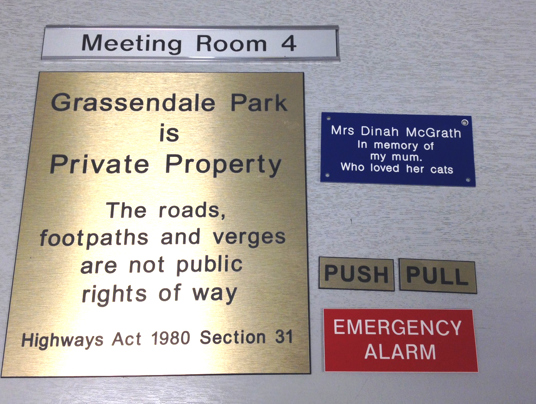 Meeting Room 4
Grassendale Park
is
Private Property
The roads,
footpaths and verges
are not public
rights of way
Highways Act 1980 Section 31
Mrs Dinah McGrath
In memory of
my mum.
Who loved her cats
PUSH
PULL
EMERGENCY
ALARM